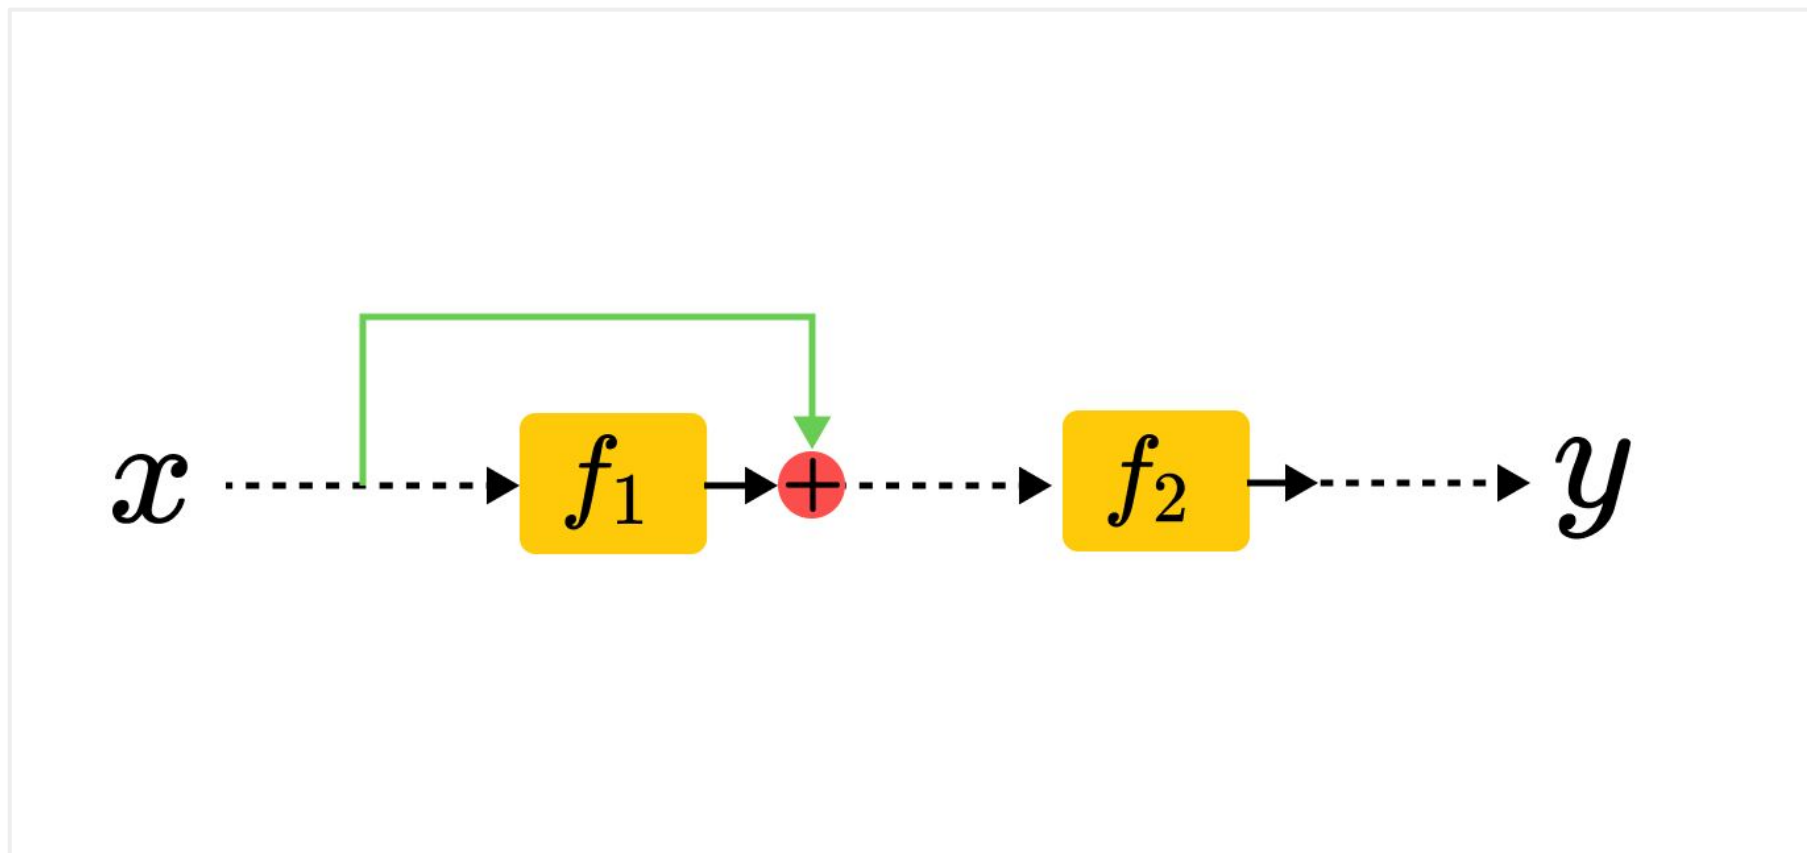 x f₁ + f₂ y